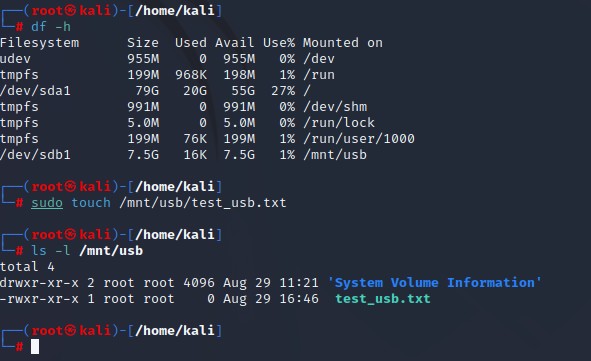 ┌──(root㉿kali)-[/home/kali]
└─# df -h
Filesystem      Size  Used Avail Use% Mounted on
udev            955M     0  955M   0% /dev
tmpfs           199M  968K  198M   1% /run
/dev/sda1        79G   20G   55G  27% /
tmpfs           991M     0  991M   0% /dev/shm
tmpfs           5.0M     0  5.0M   0% /run/lock
tmpfs           199M   76K  199M   1% /run/user/1000
/dev/sdb1       7.5G   16K  7.5G   1% /mnt/usb
┌──(root㉿kali)-[/home/kali]
└─# sudo touch /mnt/usb/test_usb.txt
┌──(root㉿kali)-[/home/kali]
└─# ls -l /mnt/usb
total 4
drwxr-xr-x 2 root root 4096 Aug 29 11:21 'System Volume Information'
-rwxr-xr-x 1 root root    0 Aug 29 16:46  test_usb.txt
┌──(root㉿kali)-[/home/kali]
└─#